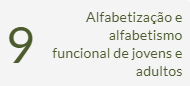 9
Alfabetização e
alfabetismo
funcional de jovens e
adultos